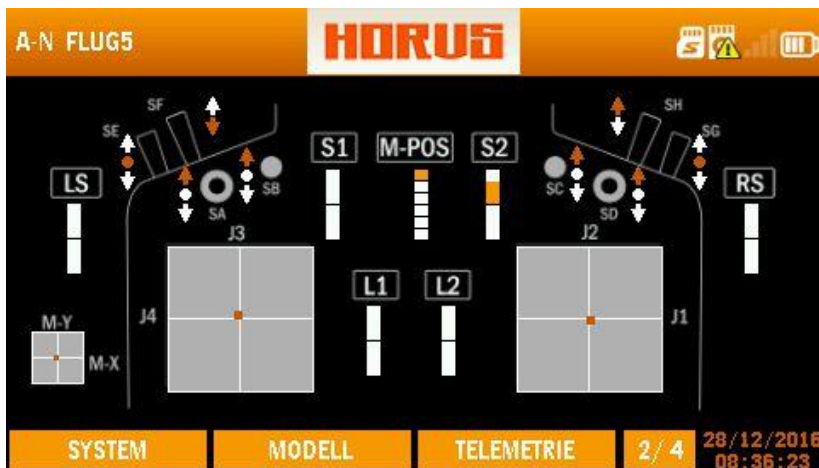 A-N FLUG5
HORUS
SF
SH
SE
SG
S1 M-POS S2
LS
SB
SC
RS
SA
SD
J3
J2
L1 L2
J4
J1
M-Y
M-X
SYSTEM MODELL TELEMETRIE 2/4 28/12/2016
08:36:23